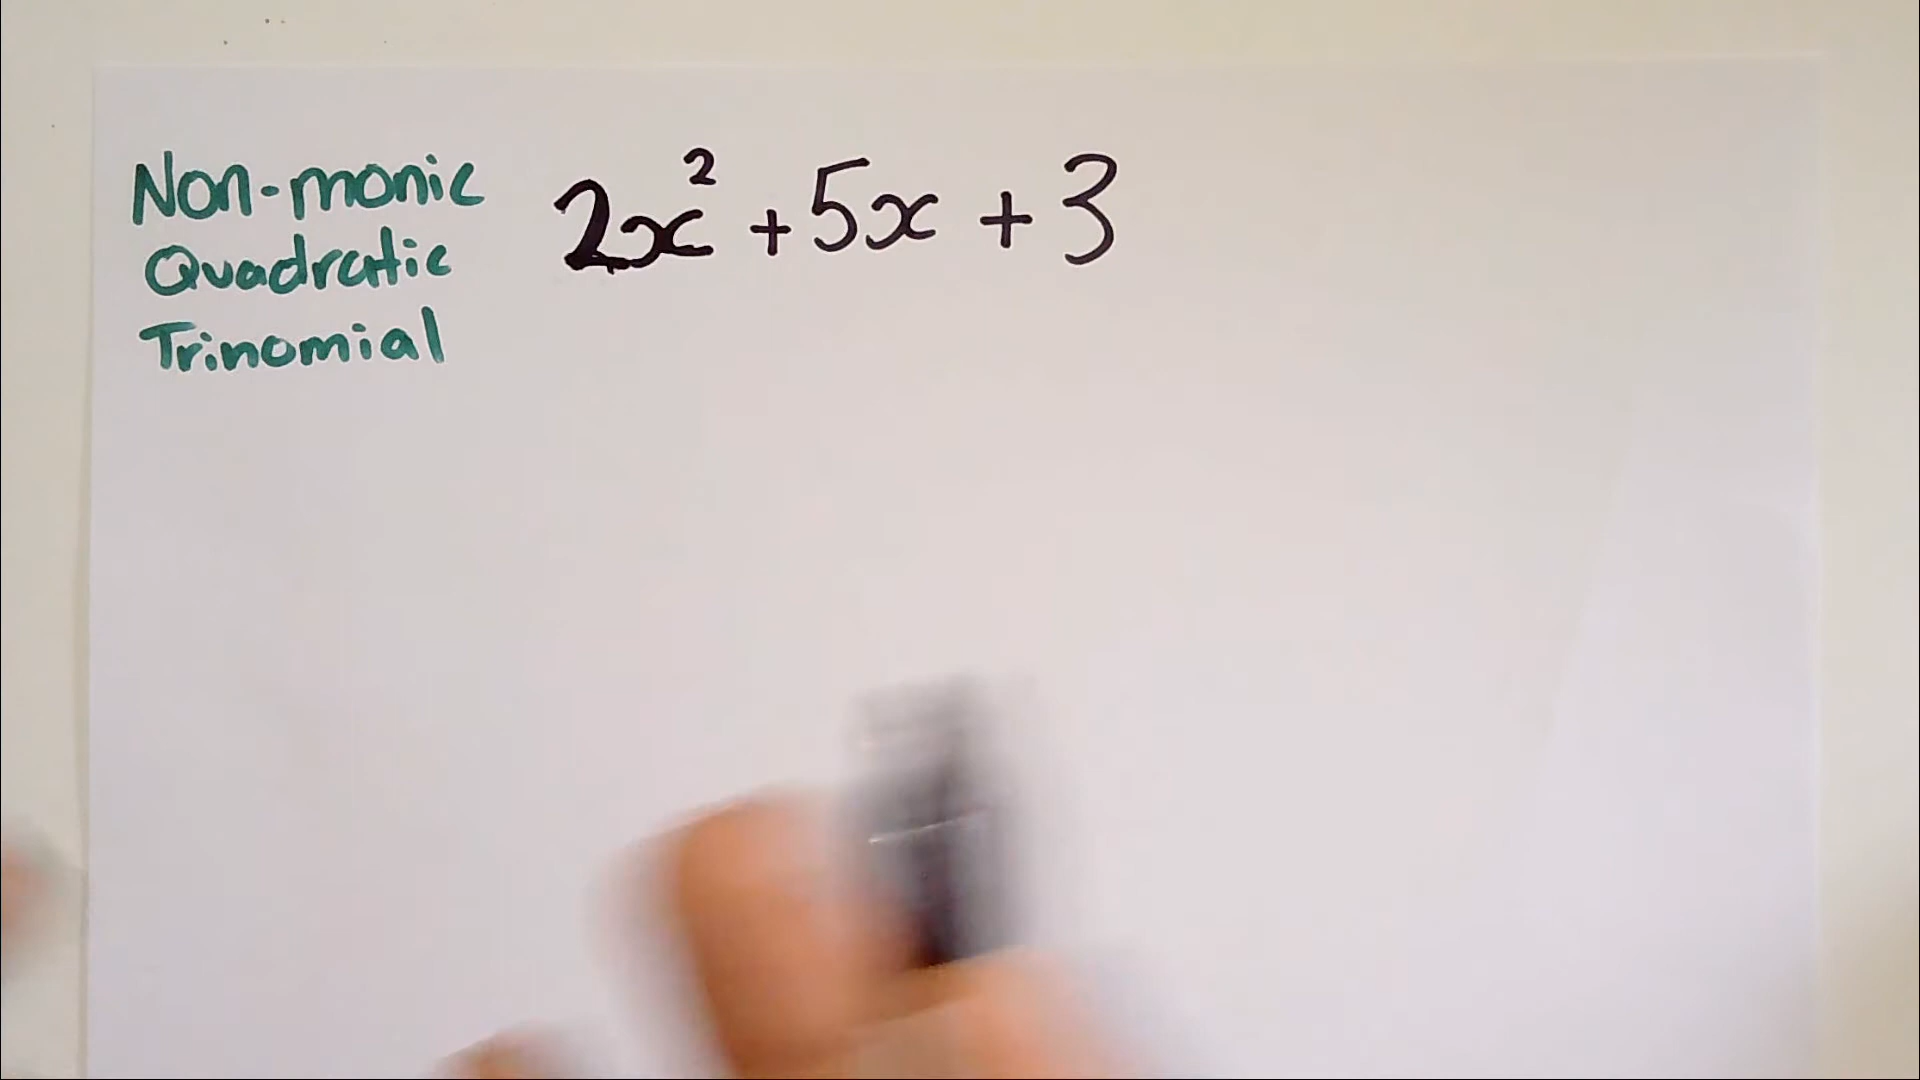 Non-monic 2x² + 5x + 3
Quadratic
Trinomial